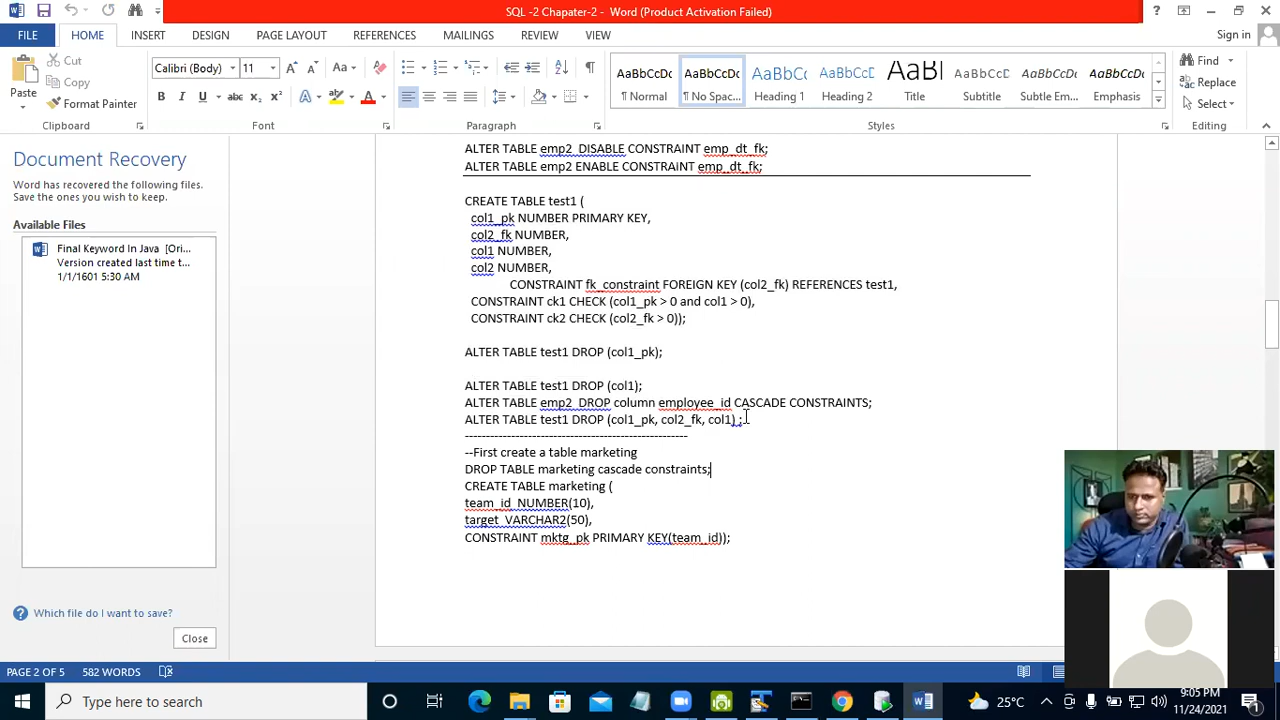 SQL -2 Chapater-2 - Word (Product Activation Failed)
FILE HOME INSERT DESIGN PAGE LAYOUT REFERENCES MAILINGS REVIEW VIEW Sign in
Paste
Cut
Copy
Format Painter
Clipboard
Calibri (Body) 11
Font
Paragraph
AaBbCcDc AaBbCcDc AaBbCc AaBbCc AaBl AaBbCcD AaBbCcDc AaBbCcDc
¶ Normal ¶ No Spac... Heading 1 Heading 2 Title Subtitle Subtle Em... Emphasis
Styles
Find
Replace
Select
Editing
Document Recovery
Word has recovered the following files.
Save the ones you wish to keep.
Available Files
Final Keyword In Java [Ori...
Version created last time t...
1/1/1601 5:30 AM
Which file do I want to save?
Close
ALTER TABLE emp2 DISABLE CONSTRAINT emp_dt_fk;
ALTER TABLE emp2 ENABLE CONSTRAINT emp_dt_fk;
CREATE TABLE test1 (
col1_pk NUMBER PRIMARY KEY,
col2_fk NUMBER,
col1 NUMBER,
col2 NUMBER,
CONSTRAINT fk_constraint FOREIGN KEY (col2_fk) REFERENCES test1,
CONSTRAINT ck1 CHECK (col1_pk > 0 and col1 > 0),
CONSTRAINT ck2 CHECK (col2_fk > 0));
ALTER TABLE test1 DROP (col1_pk);
ALTER TABLE test1 DROP (col1);
ALTER TABLE emp2 DROP column employee_id CASCADE CONSTRAINTS;
ALTER TABLE test1 DROP (col1_pk, col2_fk, col1) ;
-----------------------------------------------------
--First create a table marketing
DROP TABLE marketing cascade constraints;
CREATE TABLE marketing (
team_id NUMBER(10),
target VARCHAR2(50),
CONSTRAINT mktg_pk PRIMARY KEY(team_id));
PAGE 2 OF 5 582 WORDS
Type here to search
25°C
9:05 PM
11/24/2021